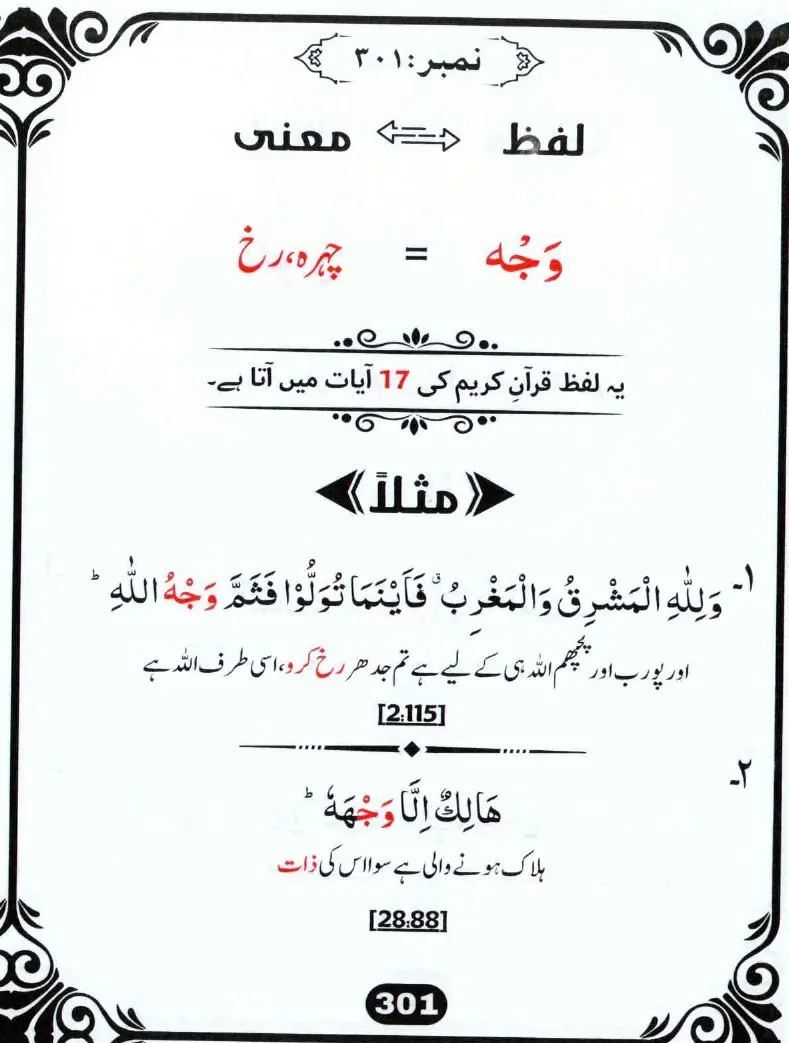 نمبر:۳۰۱
لفظ ⇐⇒ معنی
وَجْه = چہرہ،رخ
یہ لفظ قرآنِ کریم کی 17 آیات میں آتا ہے۔
مثلاً
۱۔ وَلِلّٰهِ الْمَشْرِقُ وَالْمَغْرِبُ ۗ فَاَيْنَمَا تُوَلُّوْا فَثَمَّ وَجْهُ اللّٰهِ ؕ
اور پورب اور پچھم اللہ ہی کے لیے ہے تم جدھر رخ کرو، اسی طرف اللہ ہے
[2:115]
۲۔
هَالِكٌ اِلَّا وَجْهَهٗ ؕ
ہلاک ہونے والی ہے سوا اس کی ذات
[28:88]
301